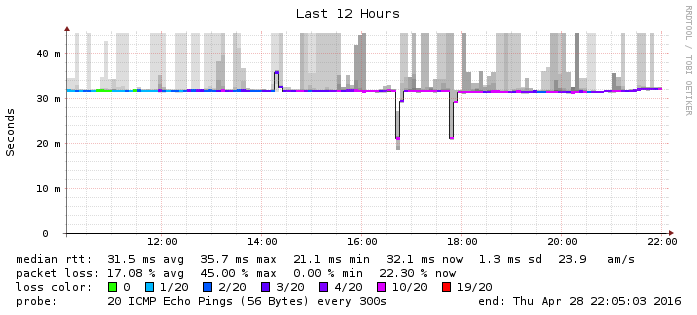 Last 12 Hours
RRDTOOL / TOBI OETIKER
Seconds
40 m
30 m
20 m
10 m
0
12:00 14:00 16:00 18:00 20:00 22:00
median rtt: 31.5 ms avg 35.7 ms max 21.1 ms min 32.1 ms now 1.3 ms sd 23.9 am/s
packet loss: 17.08 % avg 45.00 % max 0.00 % min 22.30 % now
loss color: 0 1/20 2/20 3/20 4/20 10/20 19/20
probe: 20 ICMP Echo Pings (56 Bytes) every 300s end: Thu Apr 28 22:05:03 2016